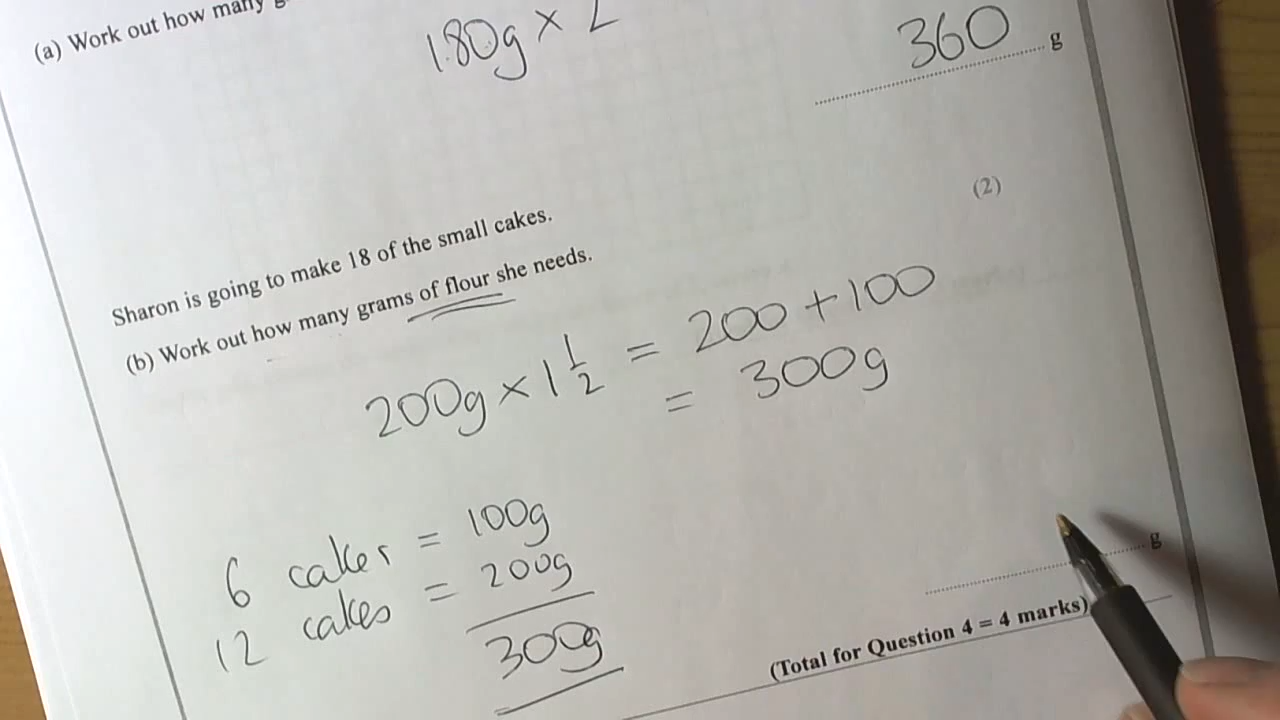 (a) Work out how many g
180g × 2
360 g
(2)
Sharon is going to make 18 of the small cakes.
(b) Work out how many grams of flour she needs.
200g × 1 1/2 = 200 + 100
= 300g
6 cakes = 100g
12 cakes = 200g
300g
g
(Total for Question 4 = 4 marks)